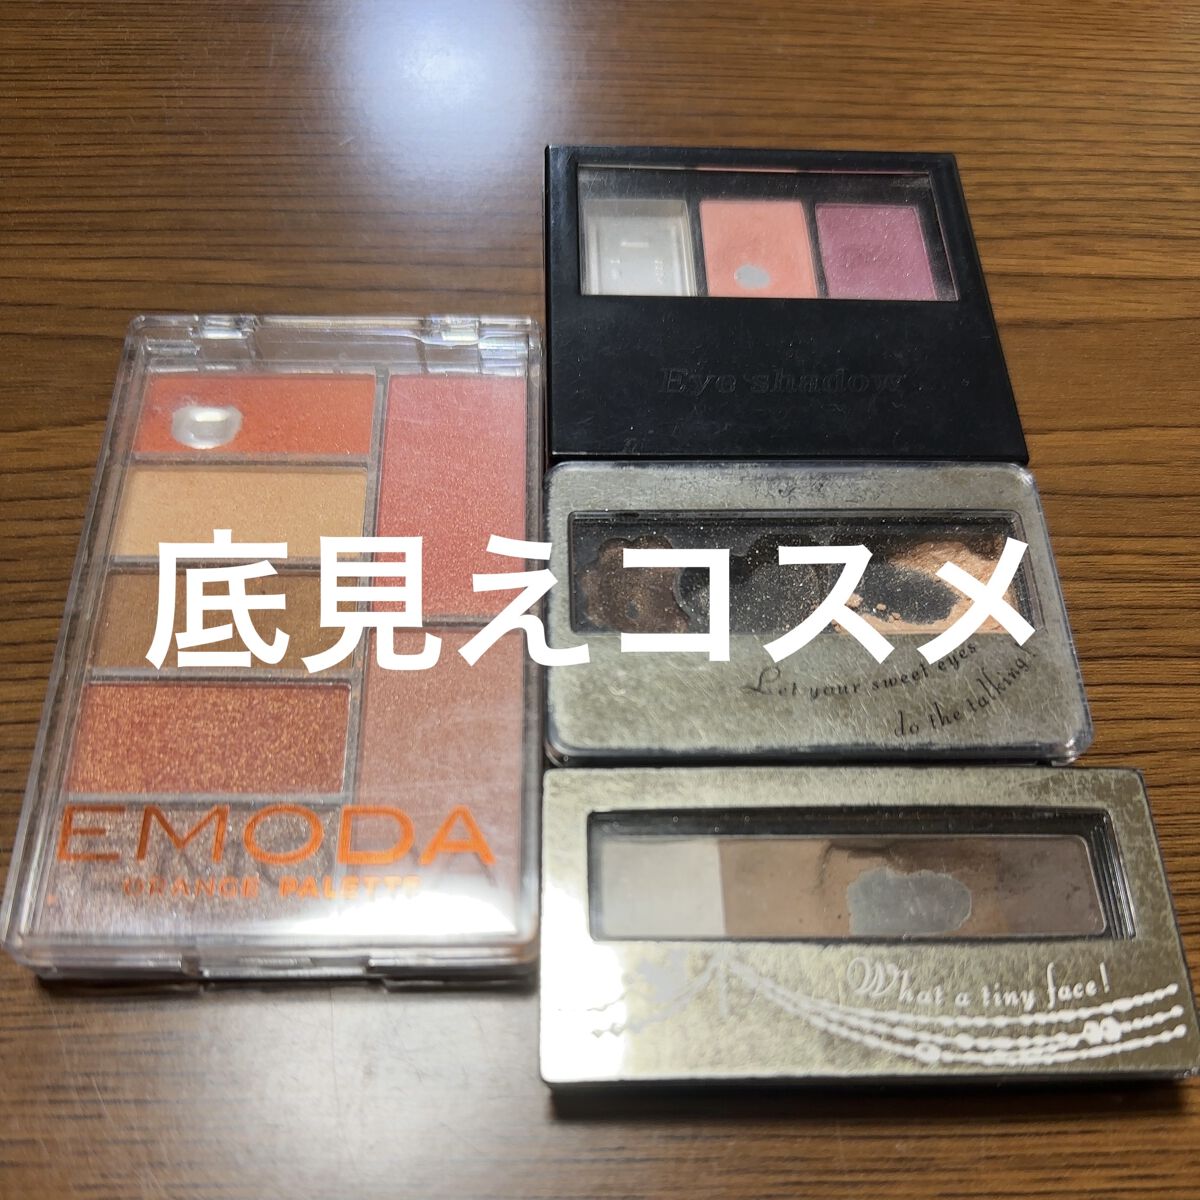 Eye shadow
底見えコスメ
Let your sweet eyes
do the talking!
EMODA
ORANGE PALETTE
What a tiny face!